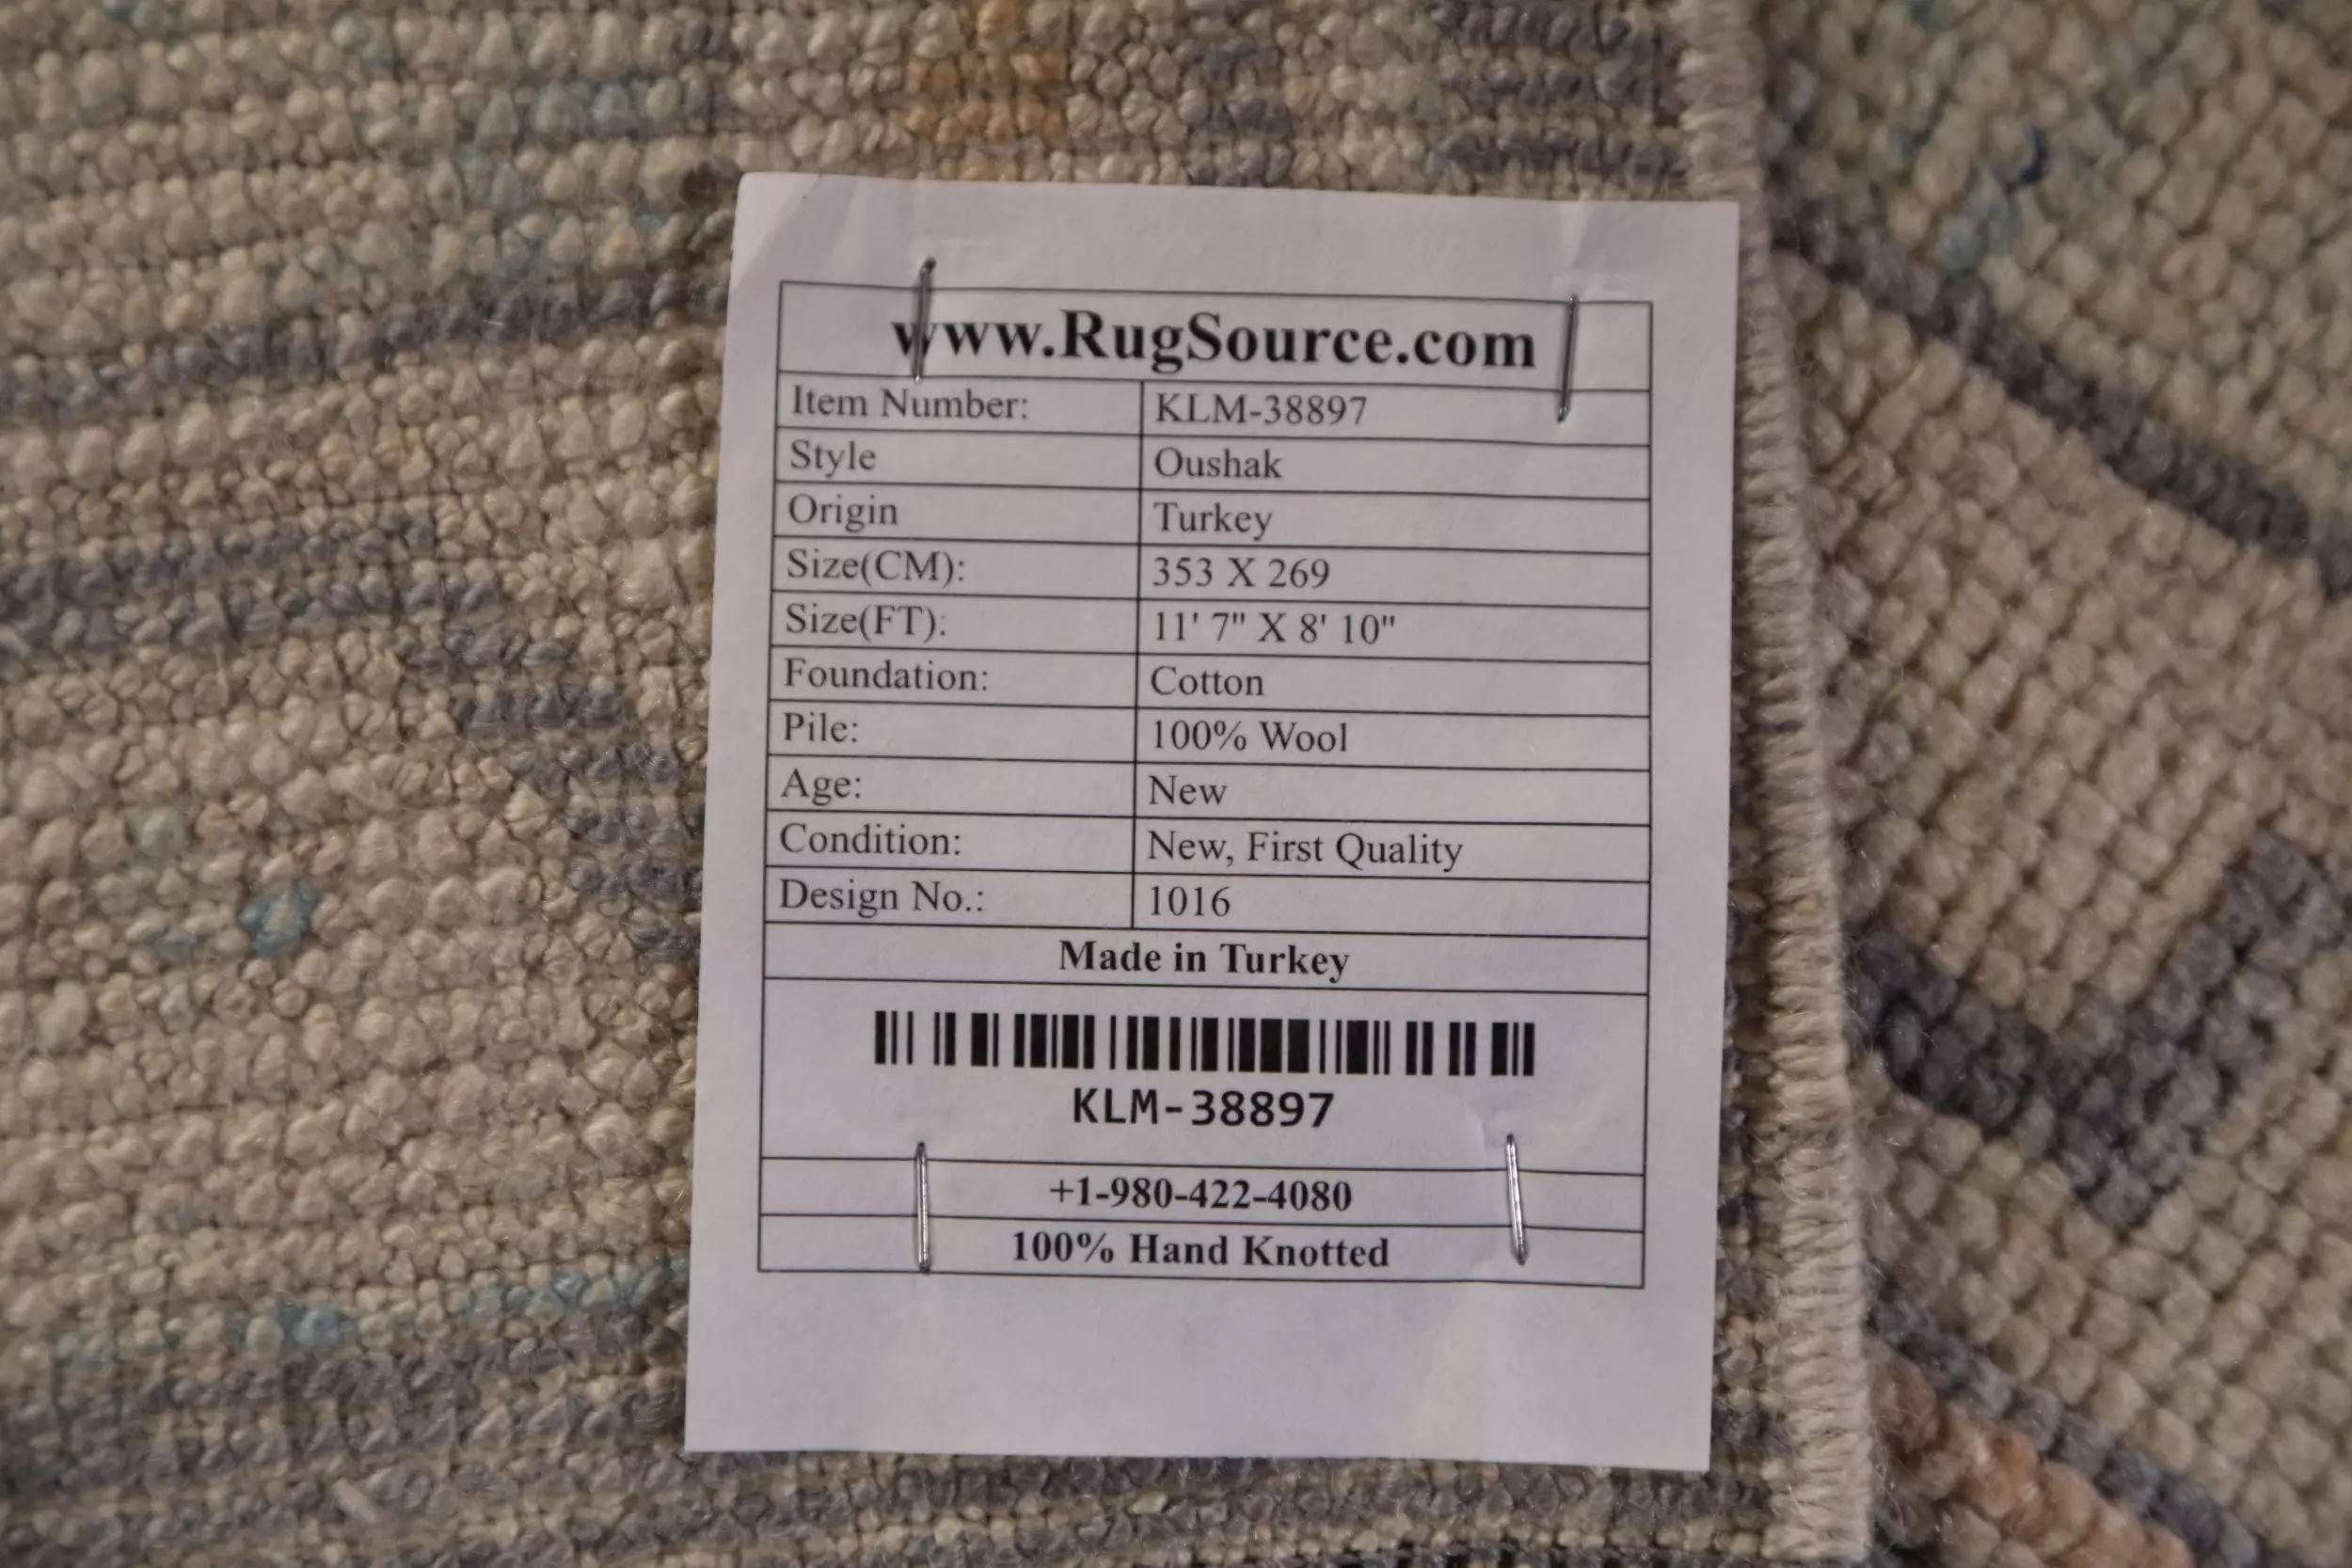 www.RugSource.com
Item Number: KLM-38897
Style Oushak
Origin Turkey
Size(CM): 353 X 269
Size(FT): 11' 7" X 8' 10"
Foundation: Cotton
Pile: 100% Wool
Age: New
Condition: New, First Quality
Design No.: 1016
Made in Turkey
KLM-38897
+1-980-422-4080
100% Hand Knotted